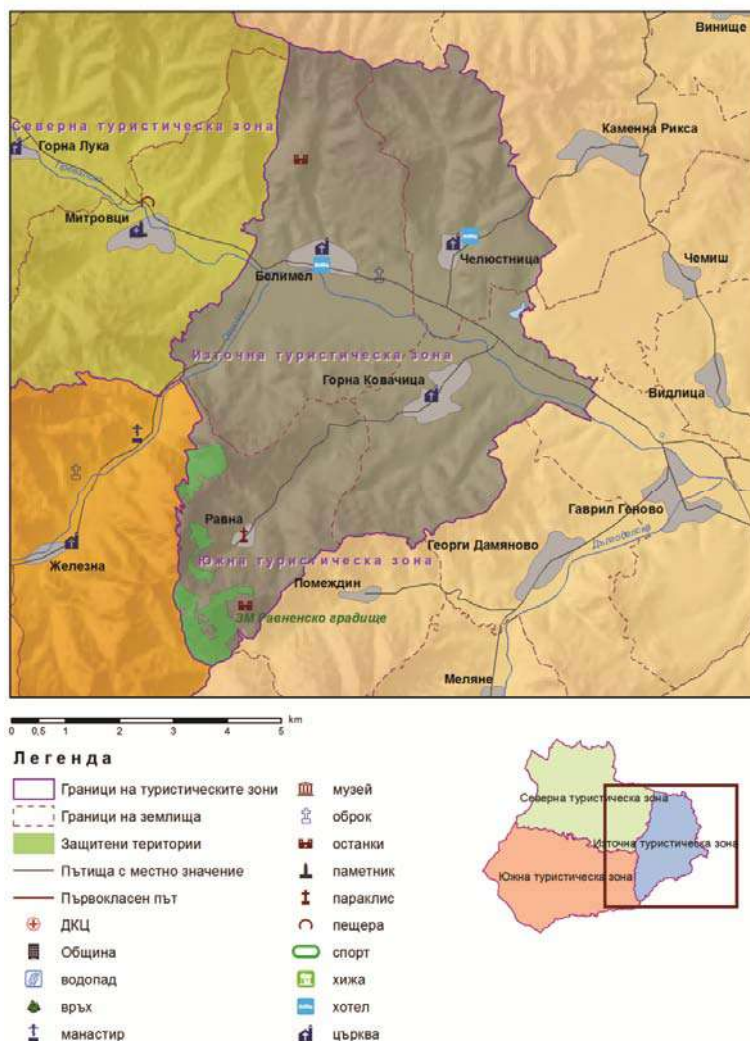 Винище
Каменна Рикса
Северна туристическа зона
Горна Лука
Митровци
Челюстница
Белимел
Чемиш
Източна туристическа зона
Горна Ковачица
Видлица
Гаврил Геново
Равна
Георги Дамяново
Дългоделска
Южна туристическа зона
Железна
Помеждин
ЗМ Равненско градище
Меляне
km
0 0,5 1 2 3 4 5
Легенда
Граници на туристическите зони
музей
Граници на землища
оброк
Защитени територии
останки
Пътища с местно значение
паметник
Първокласен път
параклис
ДКЦ
пещера
Община
спорт
водопад
хижа
връх
хотел
манастир
църква
Северна туристическа зона
Източна туристическа зона
Южна туристическа зона